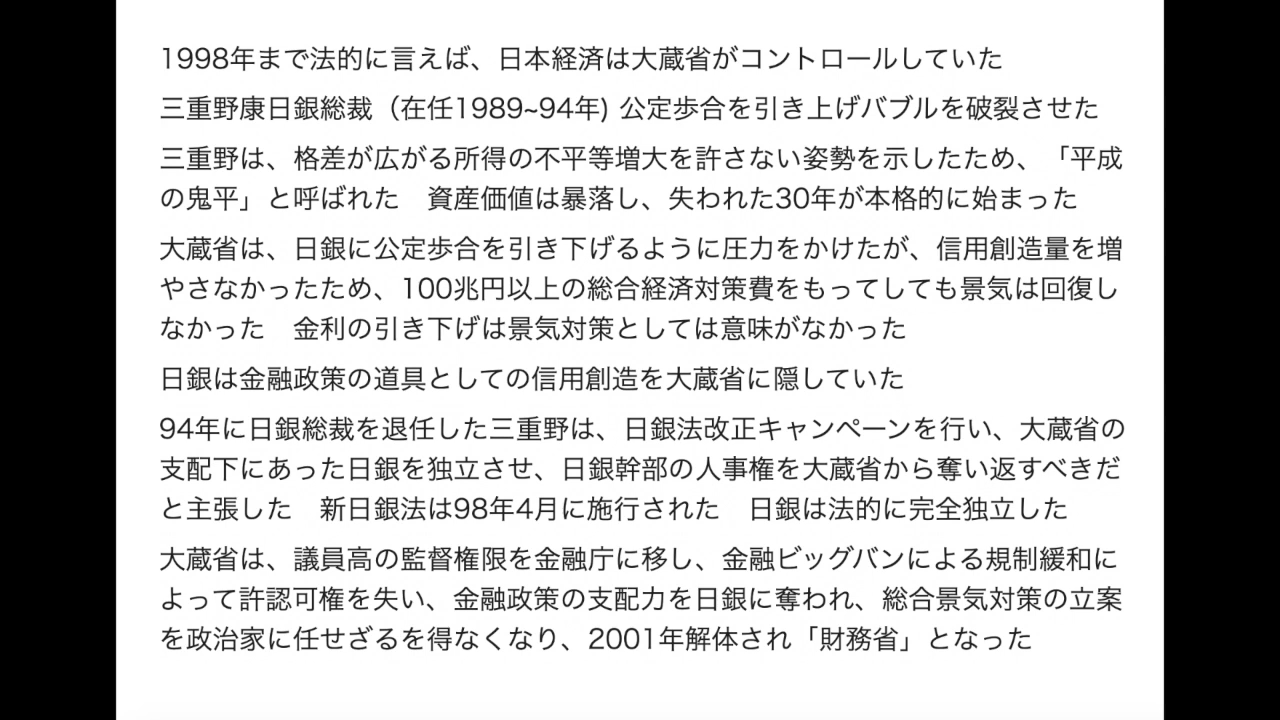 1998年まで法的に言えば、日本経済は大蔵省がコントロールしていた
三重野康日銀総裁（在任1989~94年) 公定歩合を引き上げバブルを破裂させた
三重野は、格差が広がる所得の不平等増大を許さない姿勢を示したため、「平成
の鬼平」と呼ばれた　資産価値は暴落し、失われた30年が本格的に始まった
大蔵省は、日銀に公定歩合を引き下げるように圧力をかけたが、信用創造量を増
やさなかったため、100兆円以上の総合経済対策費をもってしても景気は回復し
なかった　金利の引き下げは景気対策としては意味がなかった
日銀は金融政策の道具としての信用創造を大蔵省に隠していた
94年に日銀総裁を退任した三重野は、日銀法改正キャンペーンを行い、大蔵省の
支配下にあった日銀を独立させ、日銀幹部の人事権を大蔵省から奪い返すべきだ
と主張した　新日銀法は98年4月に施行された　日銀は法的に完全独立した
大蔵省は、議員高の監督権限を金融庁に移し、金融ビッグバンによる規制緩和に
よって許認可権を失い、金融政策の支配力を日銀に奪われ、総合景気対策の立案
を政治家に任せざるを得なくなり、2001年解体され「財務省」となった